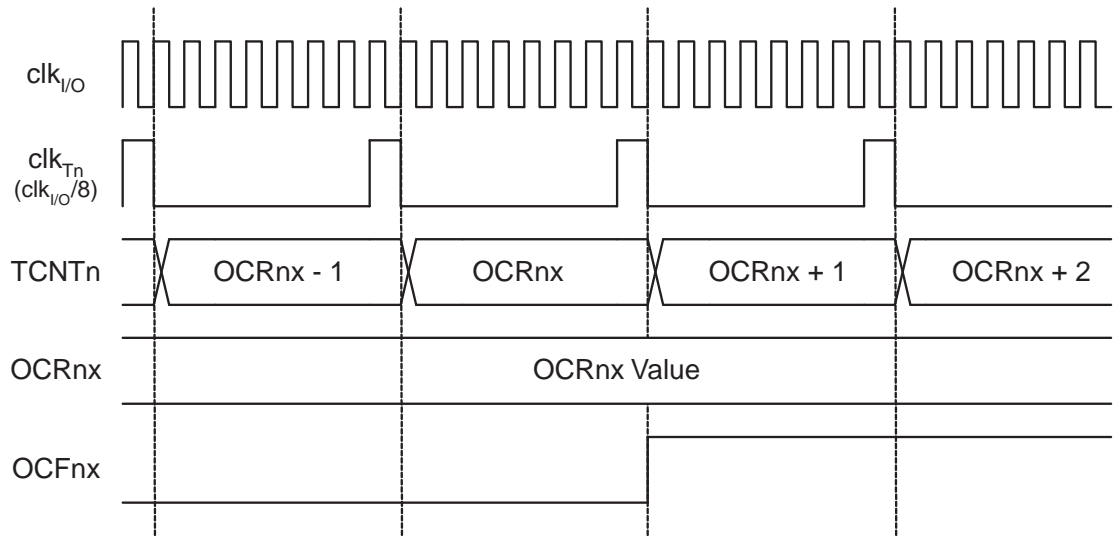 clkI/O
clkTn
(clkI/O/8)
TCNTn OCRnx - 1 OCRnx OCRnx + 1 OCRnx + 2
OCRnx OCRnx Value
OCFnx